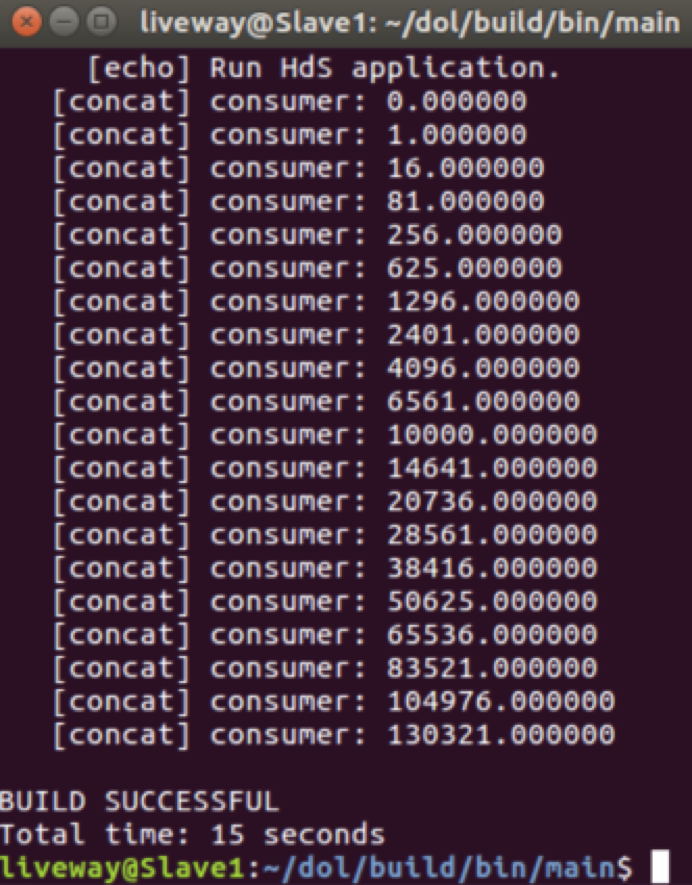 liveway@Slave1: ~/dol/build/bin/main
[echo] Run HdS application.
[concat] consumer: 0.000000
[concat] consumer: 1.000000
[concat] consumer: 16.000000
[concat] consumer: 81.000000
[concat] consumer: 256.000000
[concat] consumer: 625.000000
[concat] consumer: 1296.000000
[concat] consumer: 2401.000000
[concat] consumer: 4096.000000
[concat] consumer: 6561.000000
[concat] consumer: 10000.000000
[concat] consumer: 14641.000000
[concat] consumer: 20736.000000
[concat] consumer: 28561.000000
[concat] consumer: 38416.000000
[concat] consumer: 50625.000000
[concat] consumer: 65536.000000
[concat] consumer: 83521.000000
[concat] consumer: 104976.000000
[concat] consumer: 130321.000000
BUILD SUCCESSFUL
Total time: 15 seconds
liveway@Slave1:~/dol/build/bin/main$